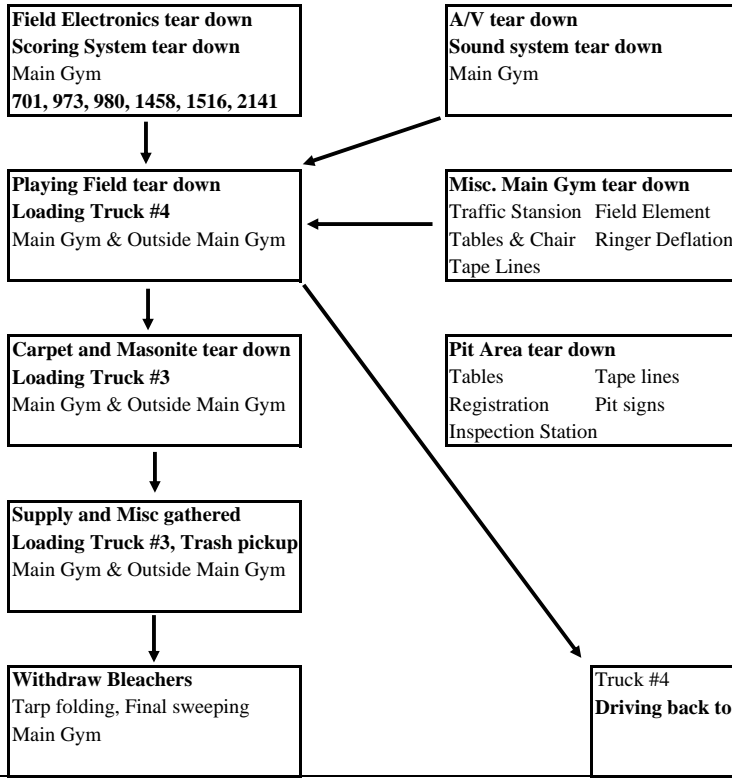 Field Electronics tear down
Scoring System tear down
Main Gym
701, 973, 980, 1458, 1516, 2141
A/V tear down
Sound system tear down
Main Gym
Playing Field tear down
Loading Truck #4
Main Gym & Outside Main Gym
Misc. Main Gym tear down
Traffic Stansion Field Element
Tables & Chair Ringer Deflation
Tape Lines
Carpet and Masonite tear down
Loading Truck #3
Main Gym & Outside Main Gym
Pit Area tear down
Tables Tape lines
Registration Pit signs
Inspection Station
Supply and Misc gathered
Loading Truck #3, Trash pickup
Main Gym & Outside Main Gym
Withdraw Bleachers
Tarp folding, Final sweeping
Main Gym
Truck #4
Driving back to